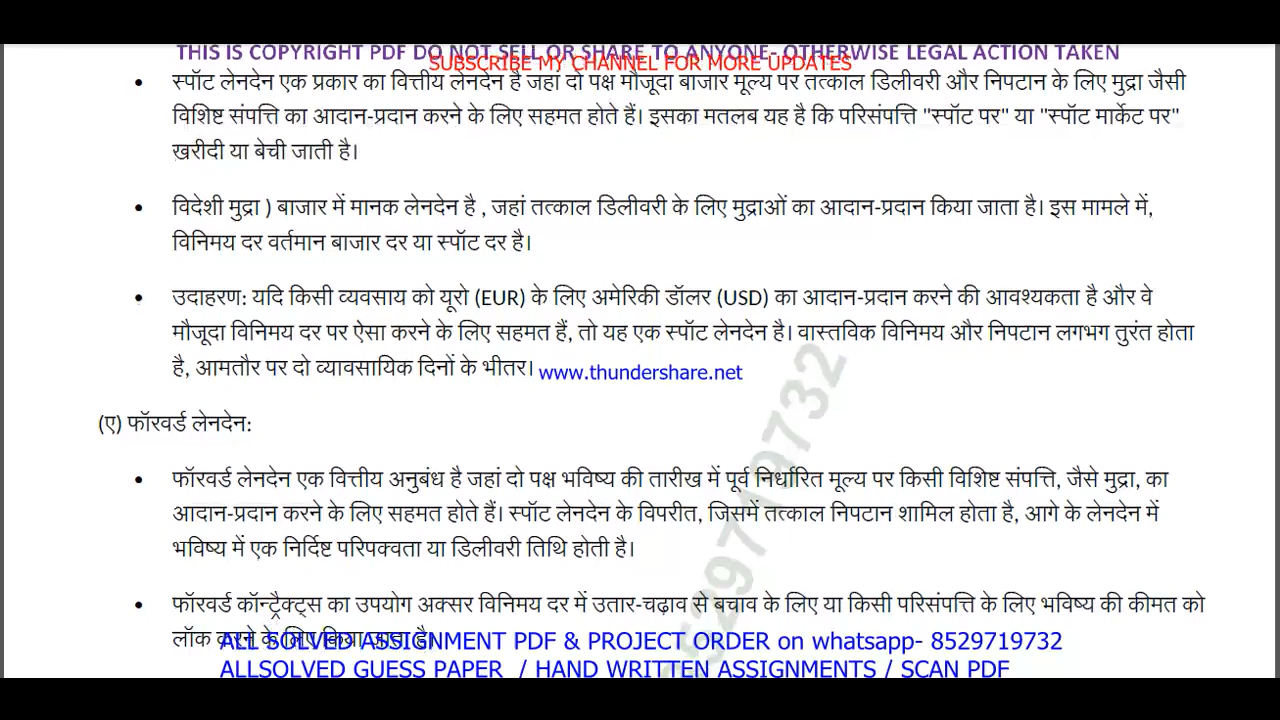 THIS IS COPYRIGHT PDF DO NOT SELL OR SHARE TO ANYONE- OTHERWISE LEGAL ACTION TAKEN
SUBSCRIBE MY CHANNEL FOR MORE UPDATES
• स्पॉट लेनदेन एक प्रकार का वित्तीय लेनदेन है जहां दो पक्ष मौजूदा बाजार मूल्य पर तत्काल डिलीवरी और निपटान के लिए मुद्रा जैसी
विशिष्ट संपत्ति का आदान-प्रदान करने के लिए सहमत होते हैं। इसका मतलब यह है कि परिसंपत्ति "स्पॉट पर" या "स्पॉट मार्केट पर"
खरीदी या बेची जाती है।
• विदेशी मुद्रा ) बाजार में मानक लेनदेन है , जहां तत्काल डिलीवरी के लिए मुद्राओं का आदान-प्रदान किया जाता है। इस मामले में,
विनिमय दर वर्तमान बाजार दर या स्पॉट दर है।
• उदाहरण: यदि किसी व्यवसाय को यूरो (EUR) के लिए अमेरिकी डॉलर (USD) का आदान-प्रदान करने की आवश्यकता है और वे
मौजूदा विनिमय दर पर ऐसा करने के लिए सहमत हैं, तो यह एक स्पॉट लेनदेन है। वास्तविक विनिमय और निपटान लगभग तुरंत होता
है, आमतौर पर दो व्यावसायिक दिनों के भीतर। www.thundershare.net
(ए) फॉरवर्ड लेनदेन:
• फॉरवर्ड लेनदेन एक वित्तीय अनुबंध है जहां दो पक्ष भविष्य की तारीख में पूर्व निर्धारित मूल्य पर किसी विशिष्ट संपत्ति, जैसे मुद्रा, का
आदान-प्रदान करने के लिए सहमत होते हैं। स्पॉट लेनदेन के विपरीत, जिसमें तत्काल निपटान शामिल होता है, आगे के लेनदेन में
भविष्य में एक निर्दिष्ट परिपक्वता या डिलीवरी तिथि होती है।
• फॉरवर्ड कॉन्ट्रैक्ट्स का उपयोग अक्सर विनिमय दर में उतार-चढ़ाव से बचाव के लिए या किसी परिसंपत्ति के लिए भविष्य की कीमत को
लॉक करने के लिए किया जाता है।
ALL SOLVED ASSIGNMENT PDF & PROJECT ORDER on whatsapp- 8529719732
ALLSOLVED GUESS PAPER / HAND WRITTEN ASSIGNMENTS / SCAN PDF
8529719732